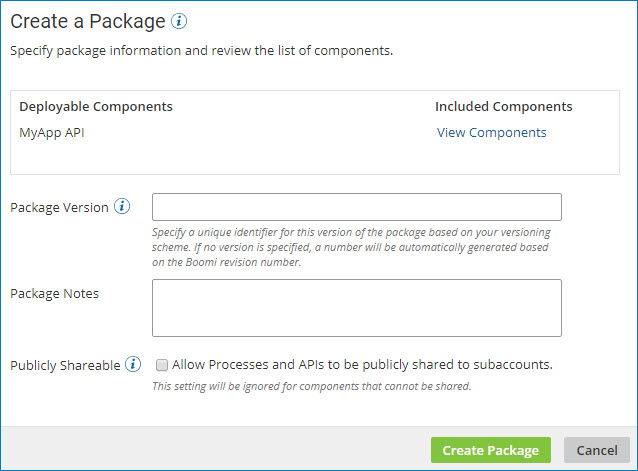 Create a Package
Specify package information and review the list of components.
Deployable Components Included Components
MyApp API View Components
Package Version
Specify a unique identifier for this version of the package based on your versioning
scheme. If no version is specified, a number will be automatically generated based
on the Boomi revision number.
Package Notes
Publicly Shareable Allow Processes and APIs to be publicly shared to subaccounts.
This setting will be ignored for components that cannot be shared.
Create Package Cancel